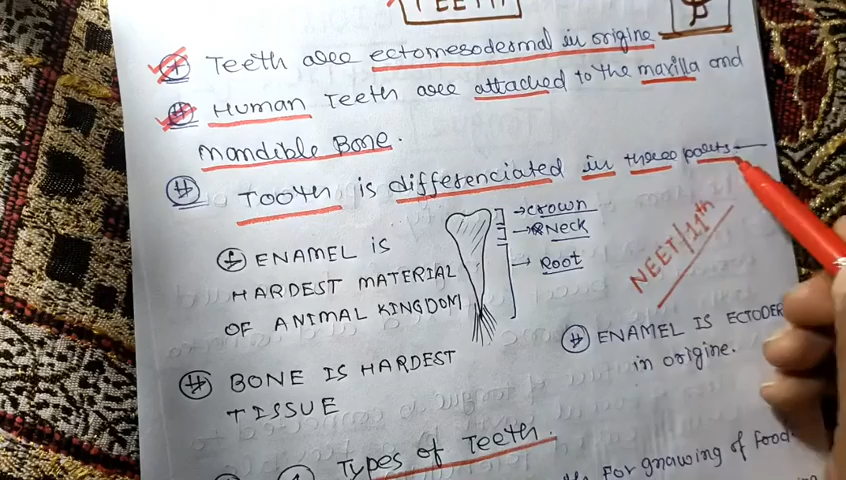 TEETH
Teeth are ectomesodermal in origine
Human Teeth are attached to the maxilla and
mandible Bone.
Tooth is differenciated in three parts —
→ crown
→ Neck
→ Root
NEET/11th
ENAMEL is
HARDEST MATERIAL
OF ANIMAL KINGDOM
ENAMEL IS ECTODER
in origine.
BONE IS HARDEST
TISSUE
Types of Teeth.
For gnawing of food